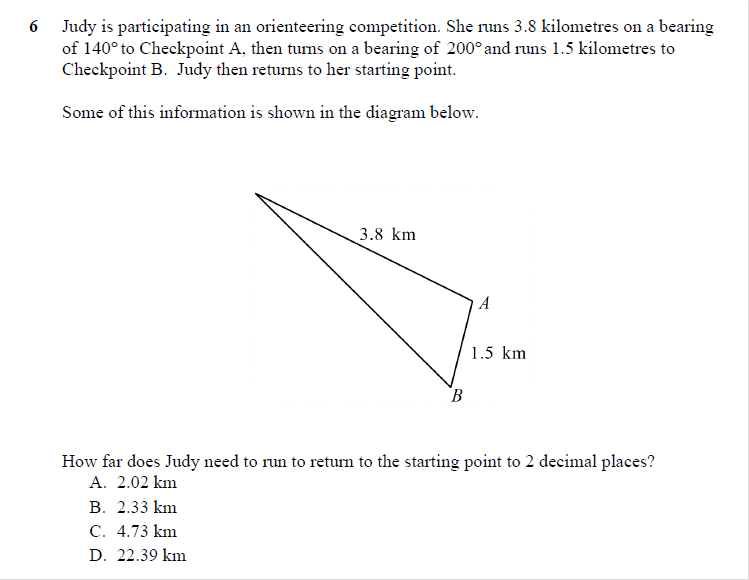 6 Judy is participating in an orienteering competition. She runs 3.8 kilometres on a bearing
of 140° to Checkpoint A, then turns on a bearing of 200° and runs 1.5 kilometres to
Checkpoint B. Judy then returns to her starting point.
Some of this information is shown in the diagram below.
3.8 km
A
1.5 km
B
How far does Judy need to run to return to the starting point to 2 decimal places?
A. 2.02 km
B. 2.33 km
C. 4.73 km
D. 22.39 km